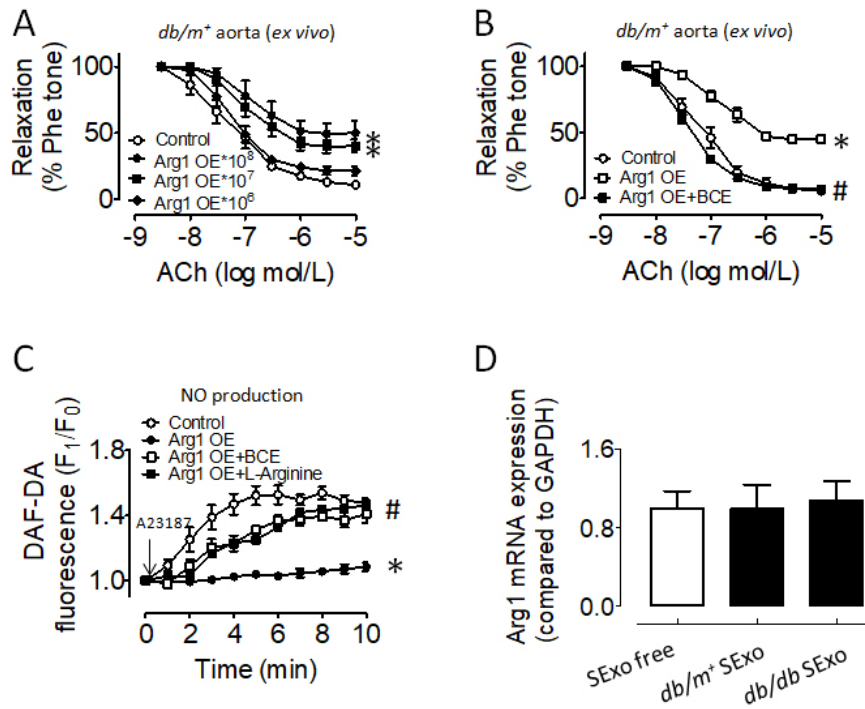 A
db/m⁺ aorta (ex vivo)
Relaxation
(% Phe tone)
100
50
0
Control
Arg1 OE*10⁸
Arg1 OE*10⁷
Arg1 OE*10⁶
*
*
-9 -8 -7 -6 -5
ACh (log mol/L)
B
db/m⁺ aorta (ex vivo)
Relaxation
(% Phe tone)
100
50
0
Control
Arg1 OE
Arg1 OE+BCE
*
#
-9 -8 -7 -6 -5
ACh (log mol/L)
C
NO production
DAF-DA
fluorescence (F₁/F₀)
1.8
1.4
1.0
Control
Arg1 OE
Arg1 OE+BCE
Arg1 OE+L-Arginine
A23187
#
*
0 2 4 6 8 10
Time (min)
D
Arg1 mRNA expression
(compared to GAPDH)
1.6
0.8
0.0
SExo free
db/m⁺ SExo
db/db SExo